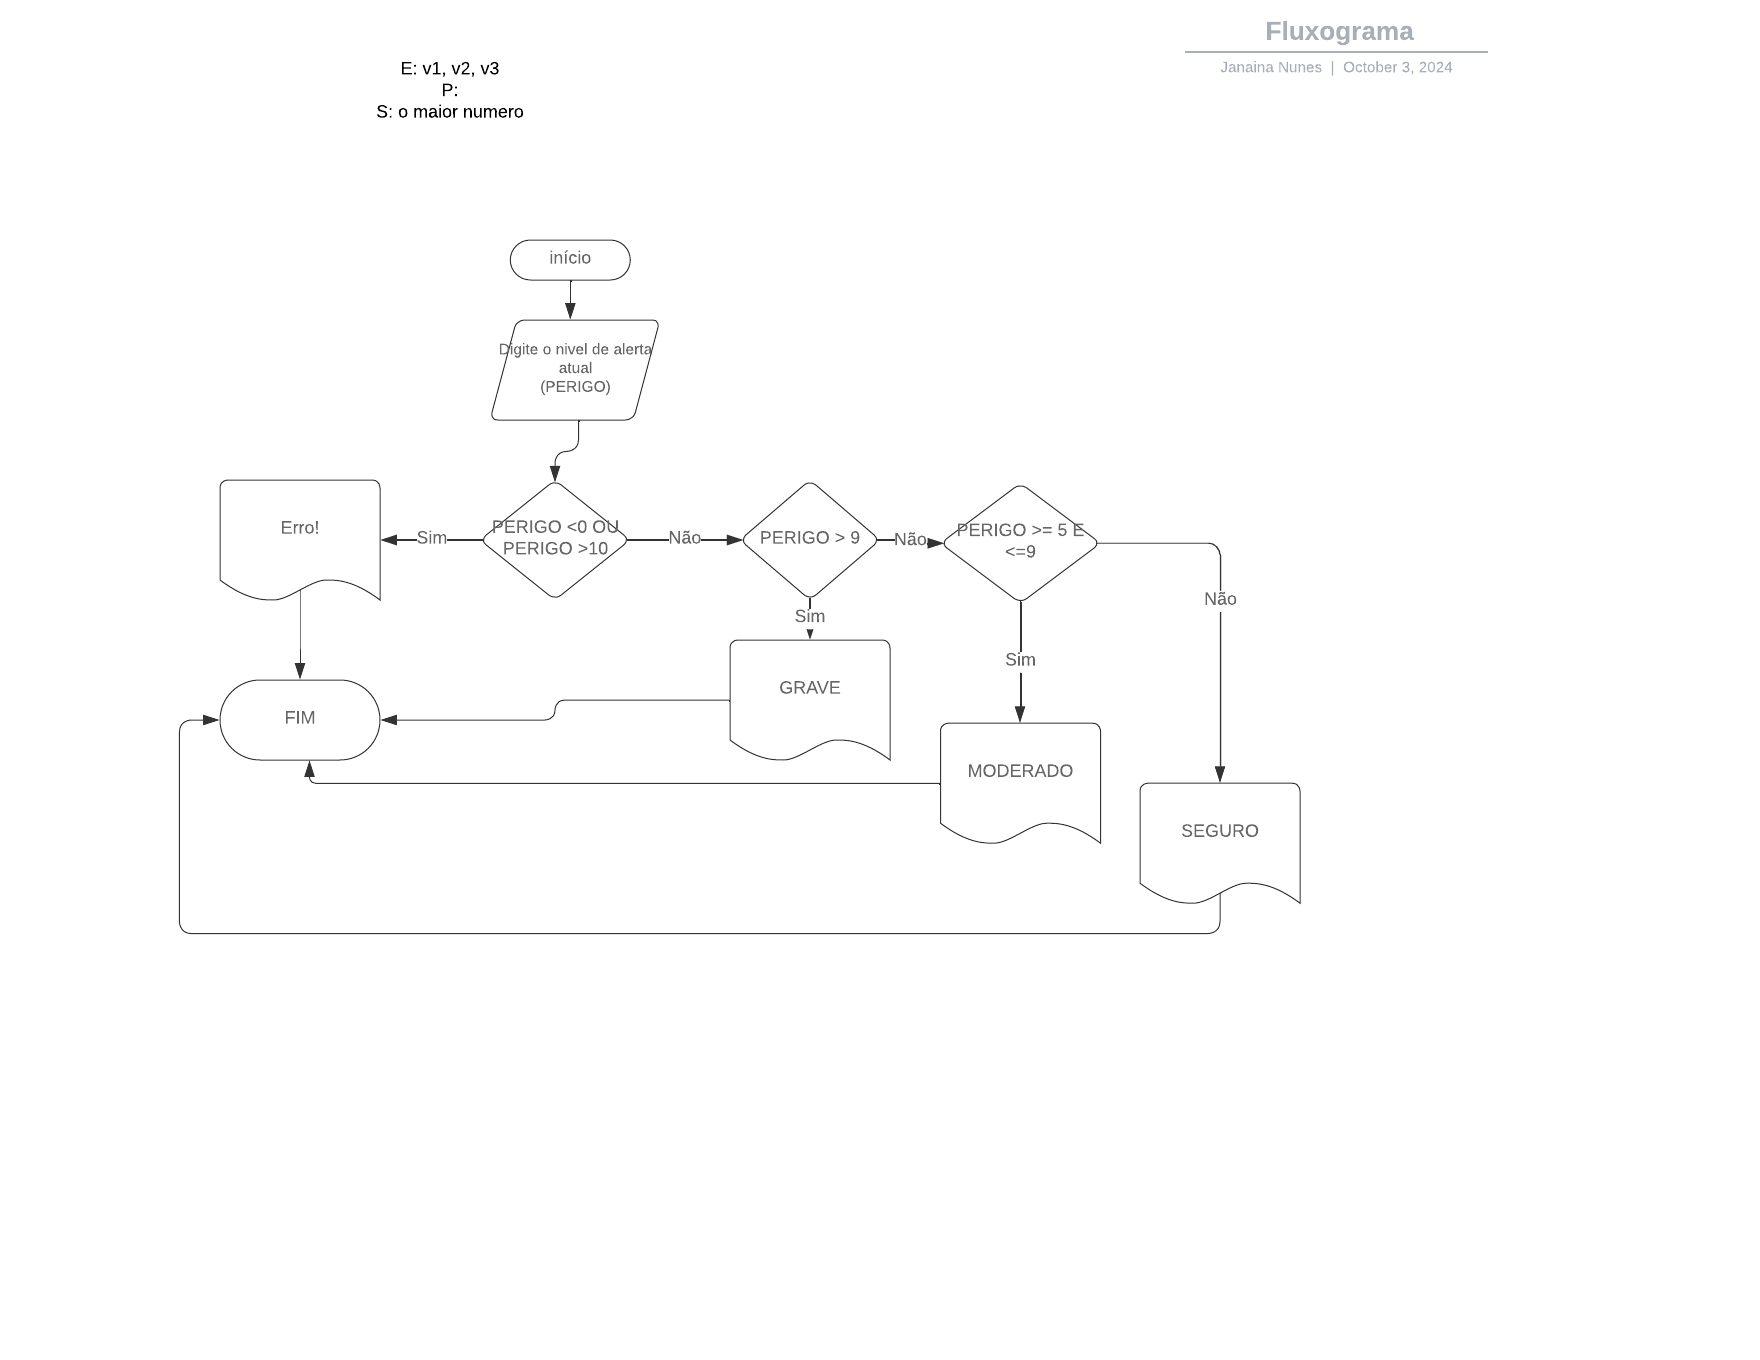 Fluxograma
Janaina Nunes | October 3, 2024
E: v1, v2, v3
P:
S: o maior numero
início
Digite o nivel de alerta
atual
(PERIGO)
Erro!
Sim
PERIGO <0 OU
PERIGO >10
Não
PERIGO > 9
Não
PERIGO >= 5 E
<=9
Não
Sim
Sim
GRAVE
FIM
MODERADO
SEGURO